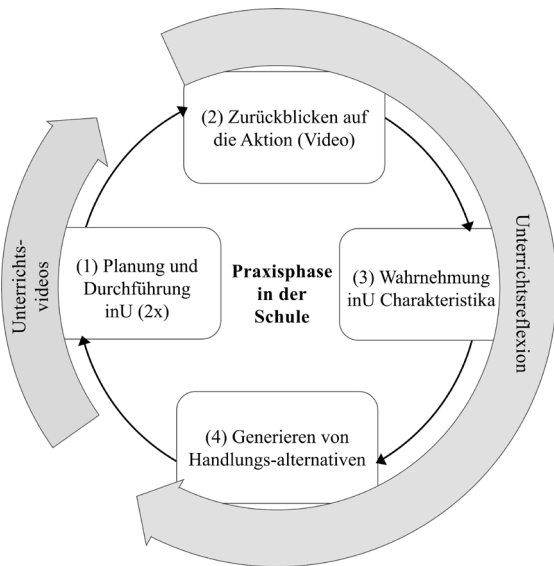 (2) Zurückblicken auf
die Aktion (Video)
Unterrichts-
videos
(1) Planung und
Durchführung
inU (2x)
Praxisphase
in der
Schule
(3) Wahrnehmung
inU Charakteristika
Unterrichtsreflexion
(4) Generieren von
Handlungs-alternativen